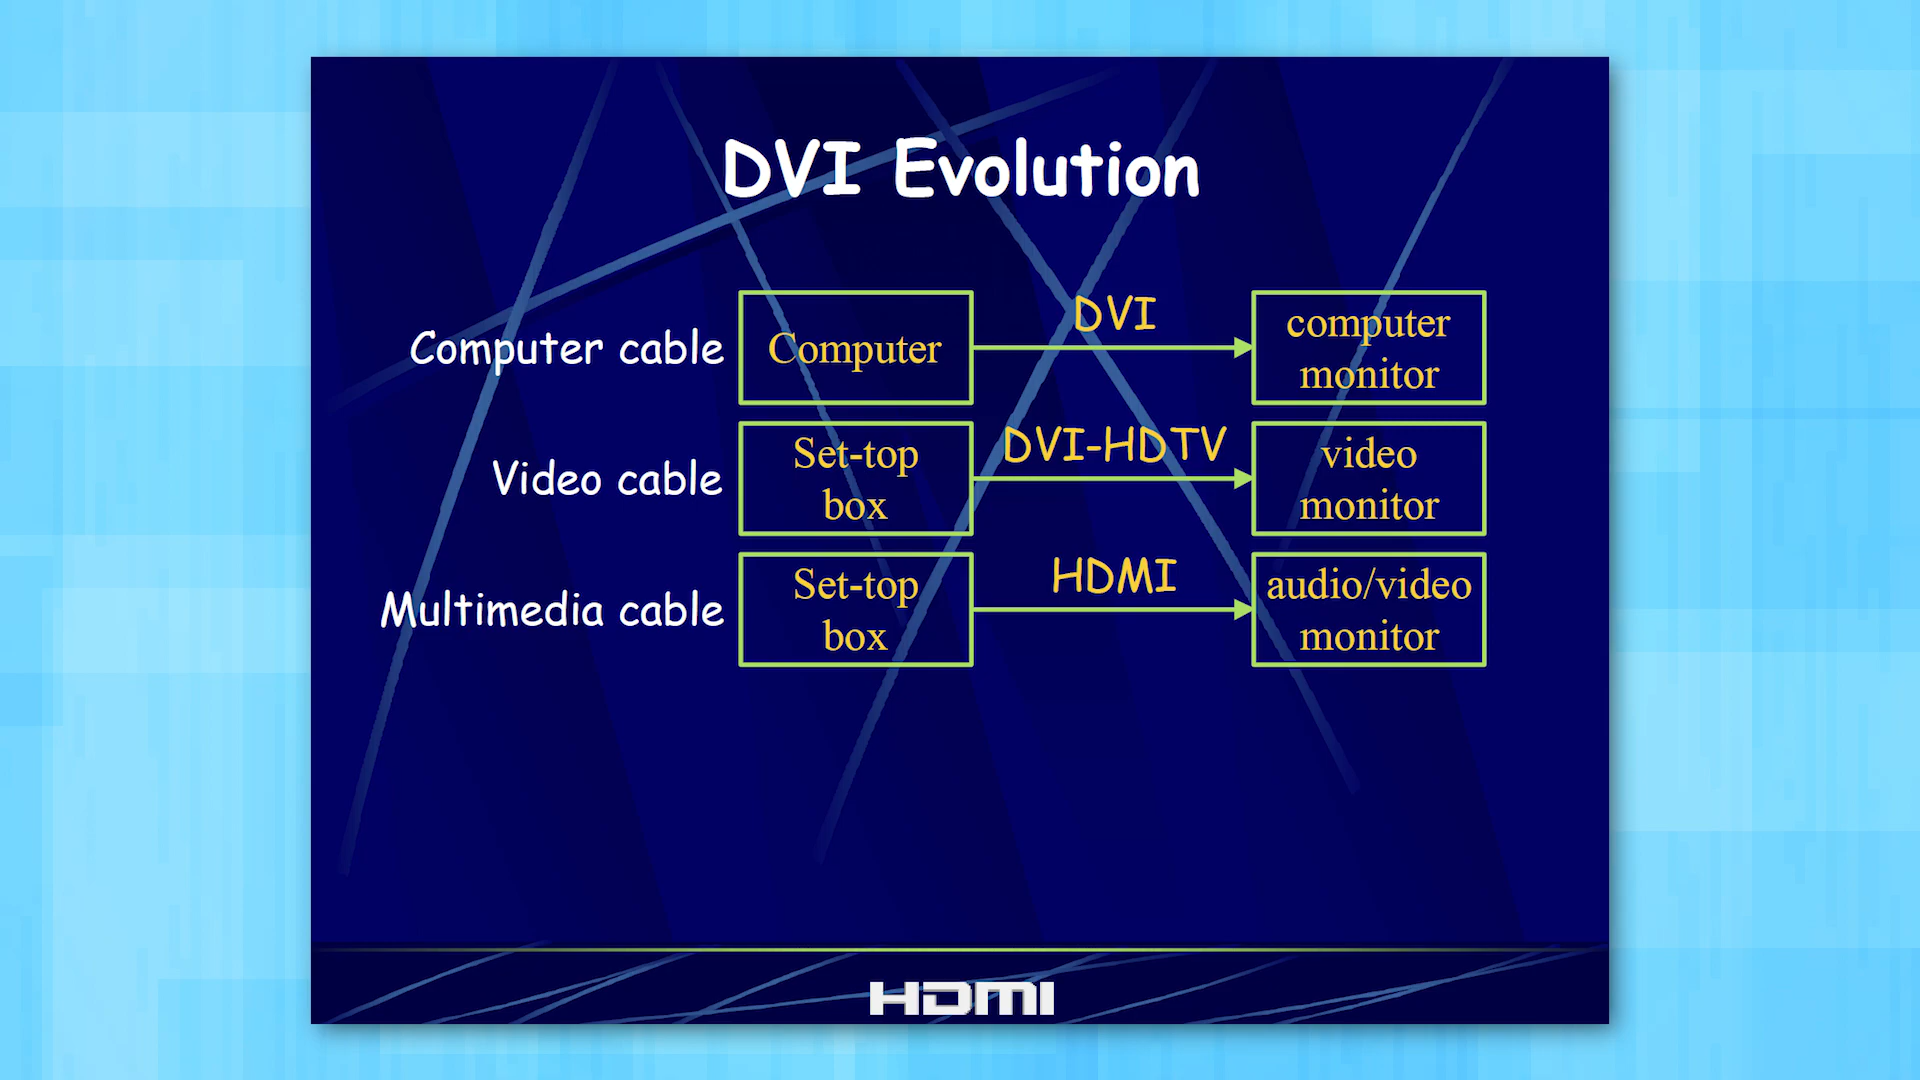 DVI Evolution
Computer cable
Computer
DVI
computer
monitor
Video cable
Set-top
box
DVI-HDTV
video
monitor
Multimedia cable
Set-top
box
HDMI
audio/video
monitor
HDMI